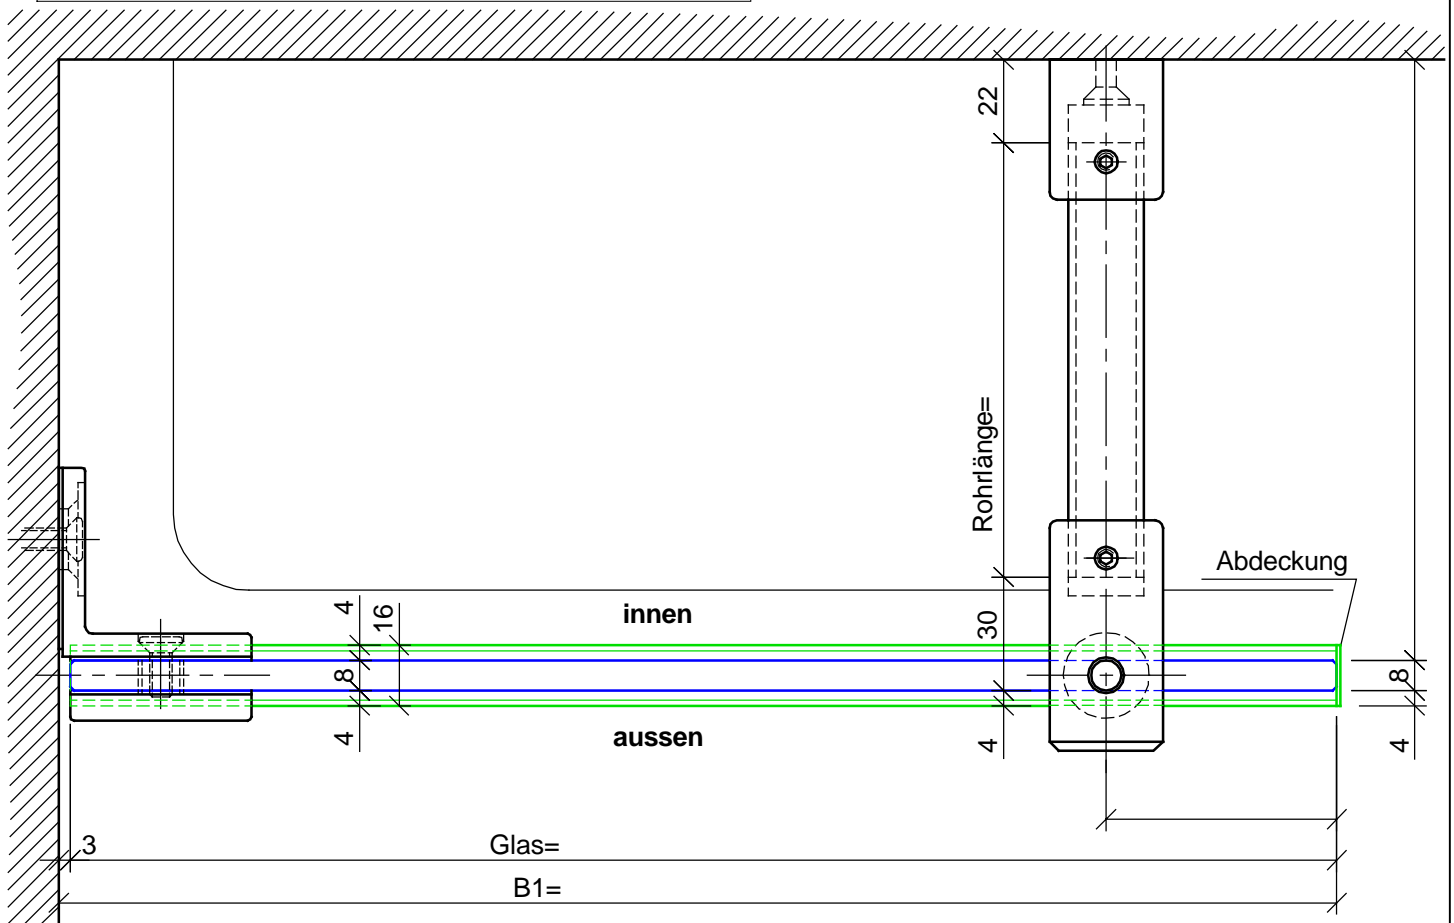 22
Rohrlänge=
Abdeckung
4
16
innen
30
8
8
4
aussen
4
4
3
Glas=
B1=